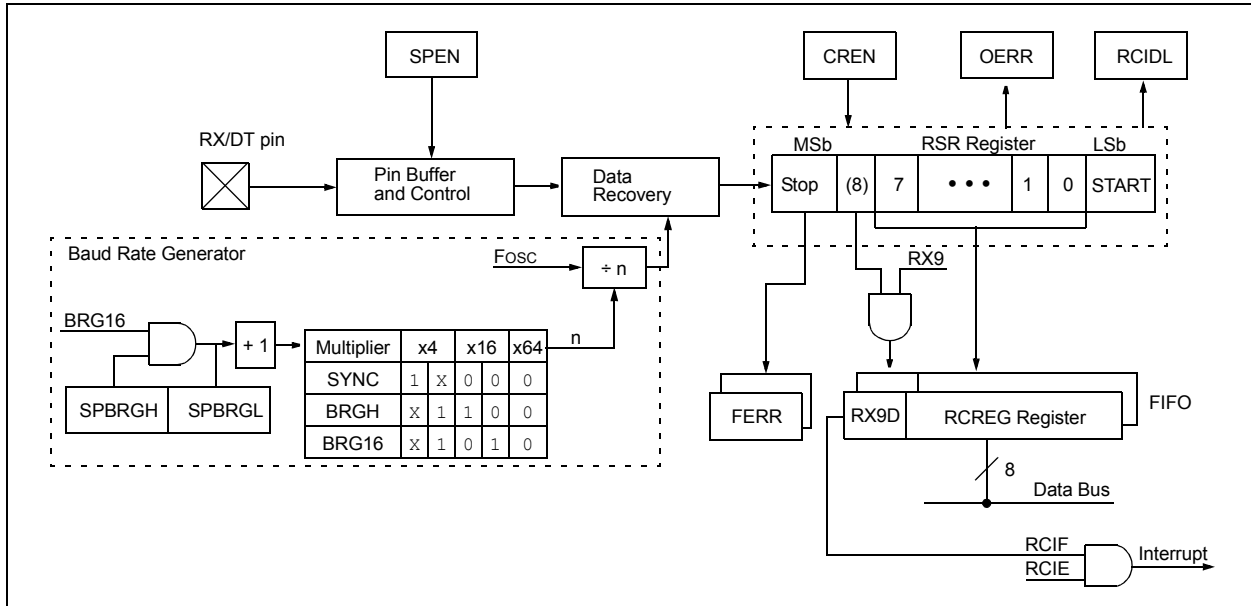 SPEN
CREN
OERR
RCIDL
RX/DT pin
Pin Buffer
and Control
Data
Recovery
MSb
RSR Register
LSb
Stop (8) 7 • • • 1 0 START
Baud Rate Generator
FOSC
÷ n
RX9
BRG16
+ 1
n
Multiplier x4 x16 x64
SYNC 1 X 0 0 0
BRGH X 1 1 0 0
BRG16 X 1 0 1 0
SPBRGH SPBRGL
FERR
RX9D
RCREG Register
FIFO
8
Data Bus
RCIF
RCIE
Interrupt